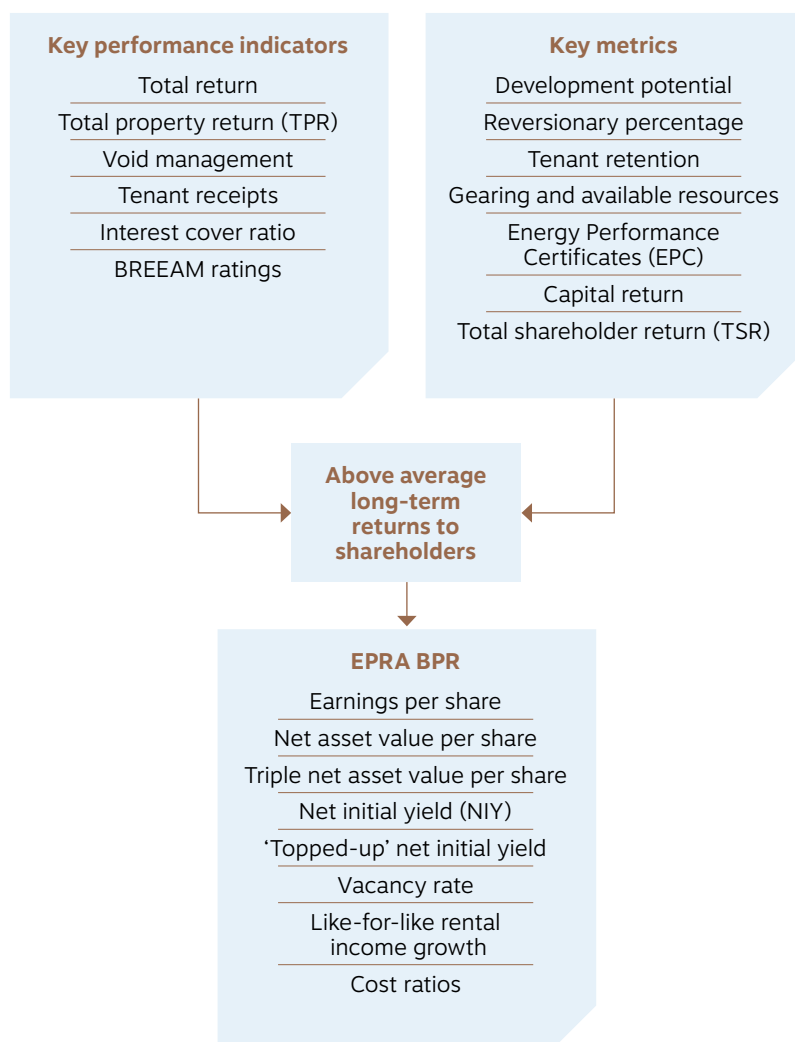 Key performance indicators
Total return
Total property return (TPR)
Void management
Tenant receipts
Interest cover ratio
BREEAM ratings
Key metrics
Development potential
Reversionary percentage
Tenant retention
Gearing and available resources
Energy Performance
Certificates (EPC)
Capital return
Total shareholder return (TSR)
Above average
long-term
returns to
shareholders
EPRA BPR
Earnings per share
Net asset value per share
Triple net asset value per share
Net initial yield (NIY)
‘Topped-up’ net initial yield
Vacancy rate
Like-for-like rental
income growth
Cost ratios